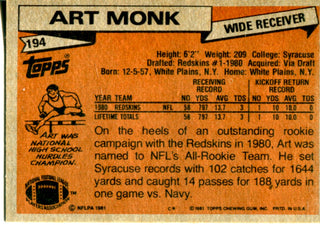 ART MONK
WIDE RECEIVER
194
Topps
Height: 6'2" Weight: 209 College: Syracuse
Drafted: Redskins #1-1980 Acquired: Via Draft
Born: 12-5-57, White Plains, N.Y. Home: White Plains, N.Y.
RECEIVING RECORD KICKOFF RETURN RECORD
YEAR TEAM NO. YDS. AVG. TD NO. YDS. AVG. TD
1980 REDSKINS NFL 58 797 13.7 3 1 10 10.0 0
LIFETIME TOTALS 58 797 13.7 3 1 10 10.0 0
ART WAS
NATIONAL
HIGH SCHOOL
HURDLES
CHAMPION.
On the heels of an outstanding rookie
campaign with the Redskins in 1980, Art was
named to NFL's All-Rookie Team. He set
Syracuse records with 102 catches for 1644
yards and caught 14 passes for 188 yards in
one game vs. Navy.
© NFLPA 1981
© 1981 TOPPS CHEWING GUM, INC. PRTD. IN U.S.A.